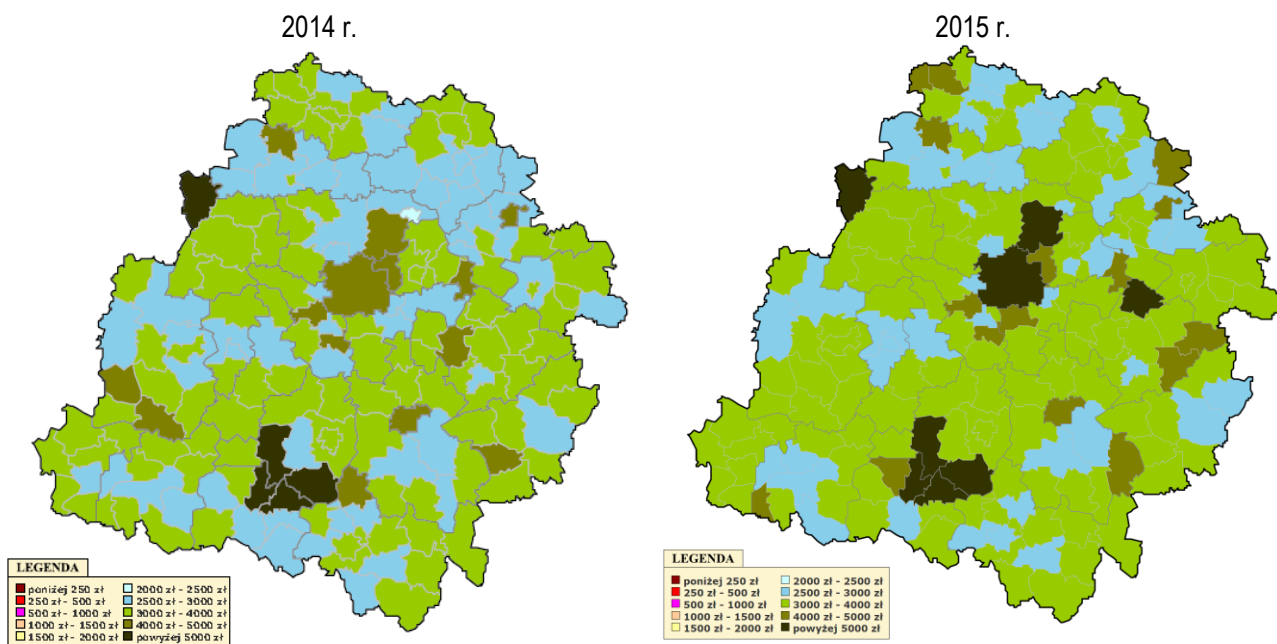 2014 r.
2015 r.
LEGENDA
poniżej 250 zł
2000 zł - 2500 zł
250 zł - 500 zł
2500 zł - 3000 zł
500 zł - 1000 zł
3000 zł - 4000 zł
1000 zł - 1500 zł
4000 zł - 5000 zł
1500 zł - 2000 zł
powyżej 5000 zł
LEGENDA
poniżej 250 zł
2000 zł - 2500 zł
250 zł - 500 zł
2500 zł - 3000 zł
500 zł - 1000 zł
3000 zł - 4000 zł
1000 zł - 1500 zł
4000 zł - 5000 zł
1500 zł - 2000 zł
powyżej 5000 zł